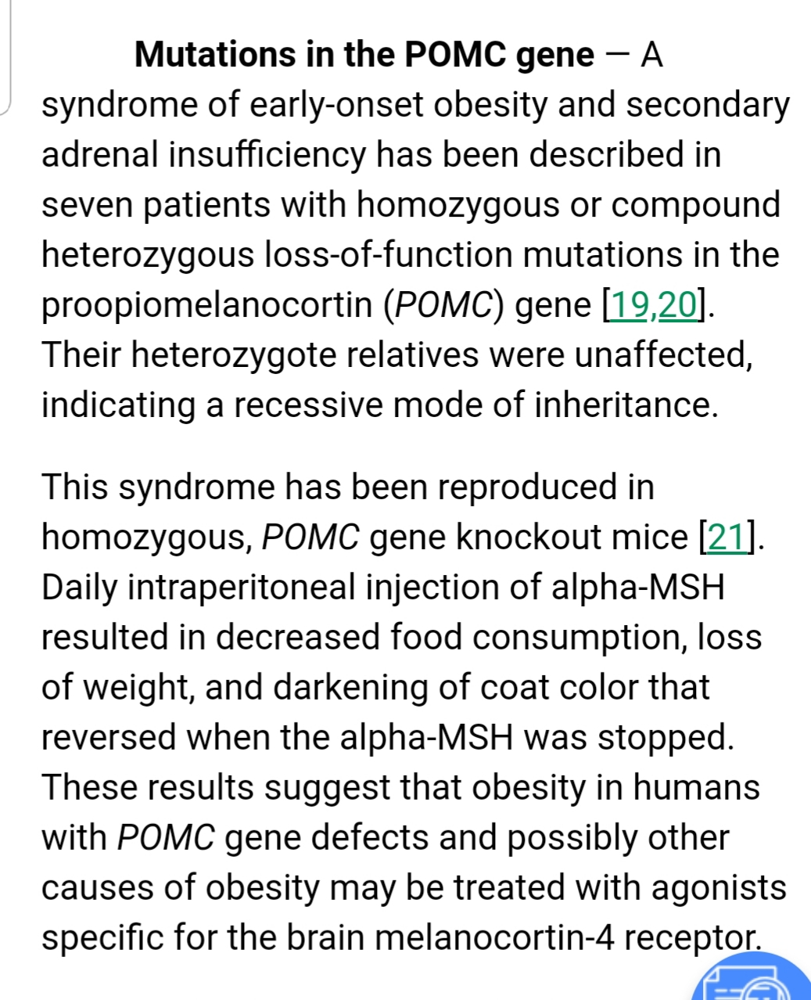 Mutations in the POMC gene — A
syndrome of early-onset obesity and secondary
adrenal insufficiency has been described in
seven patients with homozygous or compound
heterozygous loss-of-function mutations in the
proopiomelanocortin (POMC) gene [19,20].
Their heterozygote relatives were unaffected,
indicating a recessive mode of inheritance.
This syndrome has been reproduced in
homozygous, POMC gene knockout mice [21].
Daily intraperitoneal injection of alpha-MSH
resulted in decreased food consumption, loss
of weight, and darkening of coat color that
reversed when the alpha-MSH was stopped.
These results suggest that obesity in humans
with POMC gene defects and possibly other
causes of obesity may be treated with agonists
specific for the brain melanocortin-4 receptor.